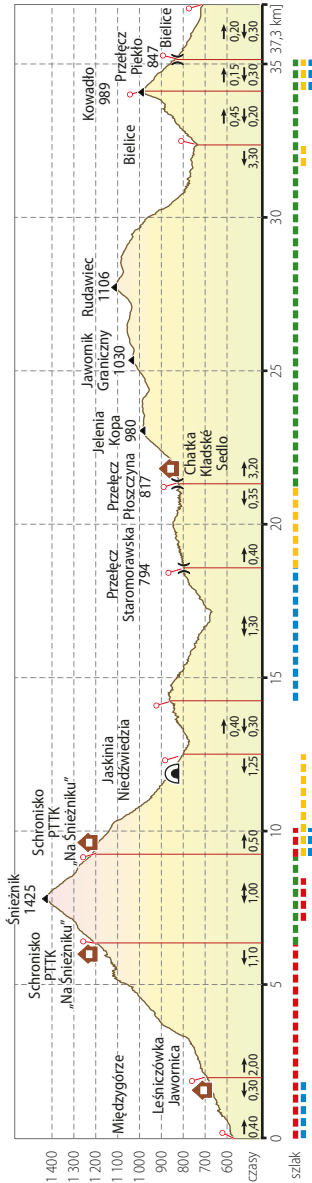 Międzygórze
Leśniczówka
Jawornica
Schronisko
PTTK
„Na Śnieżniku”
Śnieżnik
1425
Schronisko
PTTK
„Na Śnieżniku”
Jaskinia
Niedźwiedzia
Przełęcz
Staromorawska
794
Przełęcz
Płoszczyna
817
Chatka
Kladské
Sedlo
Jelenia
Kopa
980
Jawornik
Graniczny
1030
Rudawiec
1106
Bielice
Kowadło
989
Przełęcz
Piekło
847
Bielice
1 400
1 300
1 200
1 100
1 000
900
800
700
600
czasy
0,40
0,30
2,00
1,10
1,00
0,50
1,25
0,40
0,30
1,30
0,40
0,35
3,20
3,30
0,45
0,20
0,15
0,30
0,20
0,30
0
5
10
15
20
25
30
35
37,3 km]
szlak